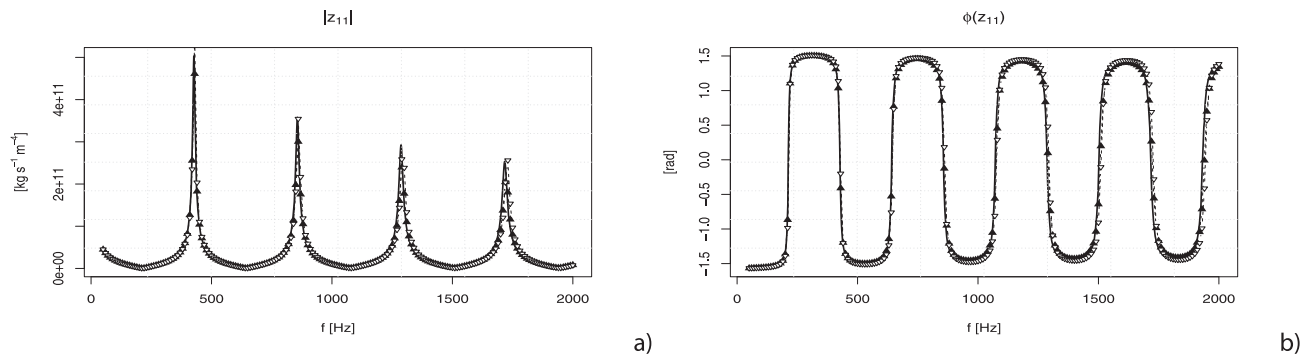 |z₁₁|
4e+11
2e+11
0e+00
[kg s⁻¹ m⁻⁴]
0 500 1000 1500 2000
f [Hz]
a)
ϕ(z₁₁)
1.5
1.0
0.5
0.0
−0.5
−1.0
−1.5
[rad]
0 500 1000 1500 2000
f [Hz]
b)